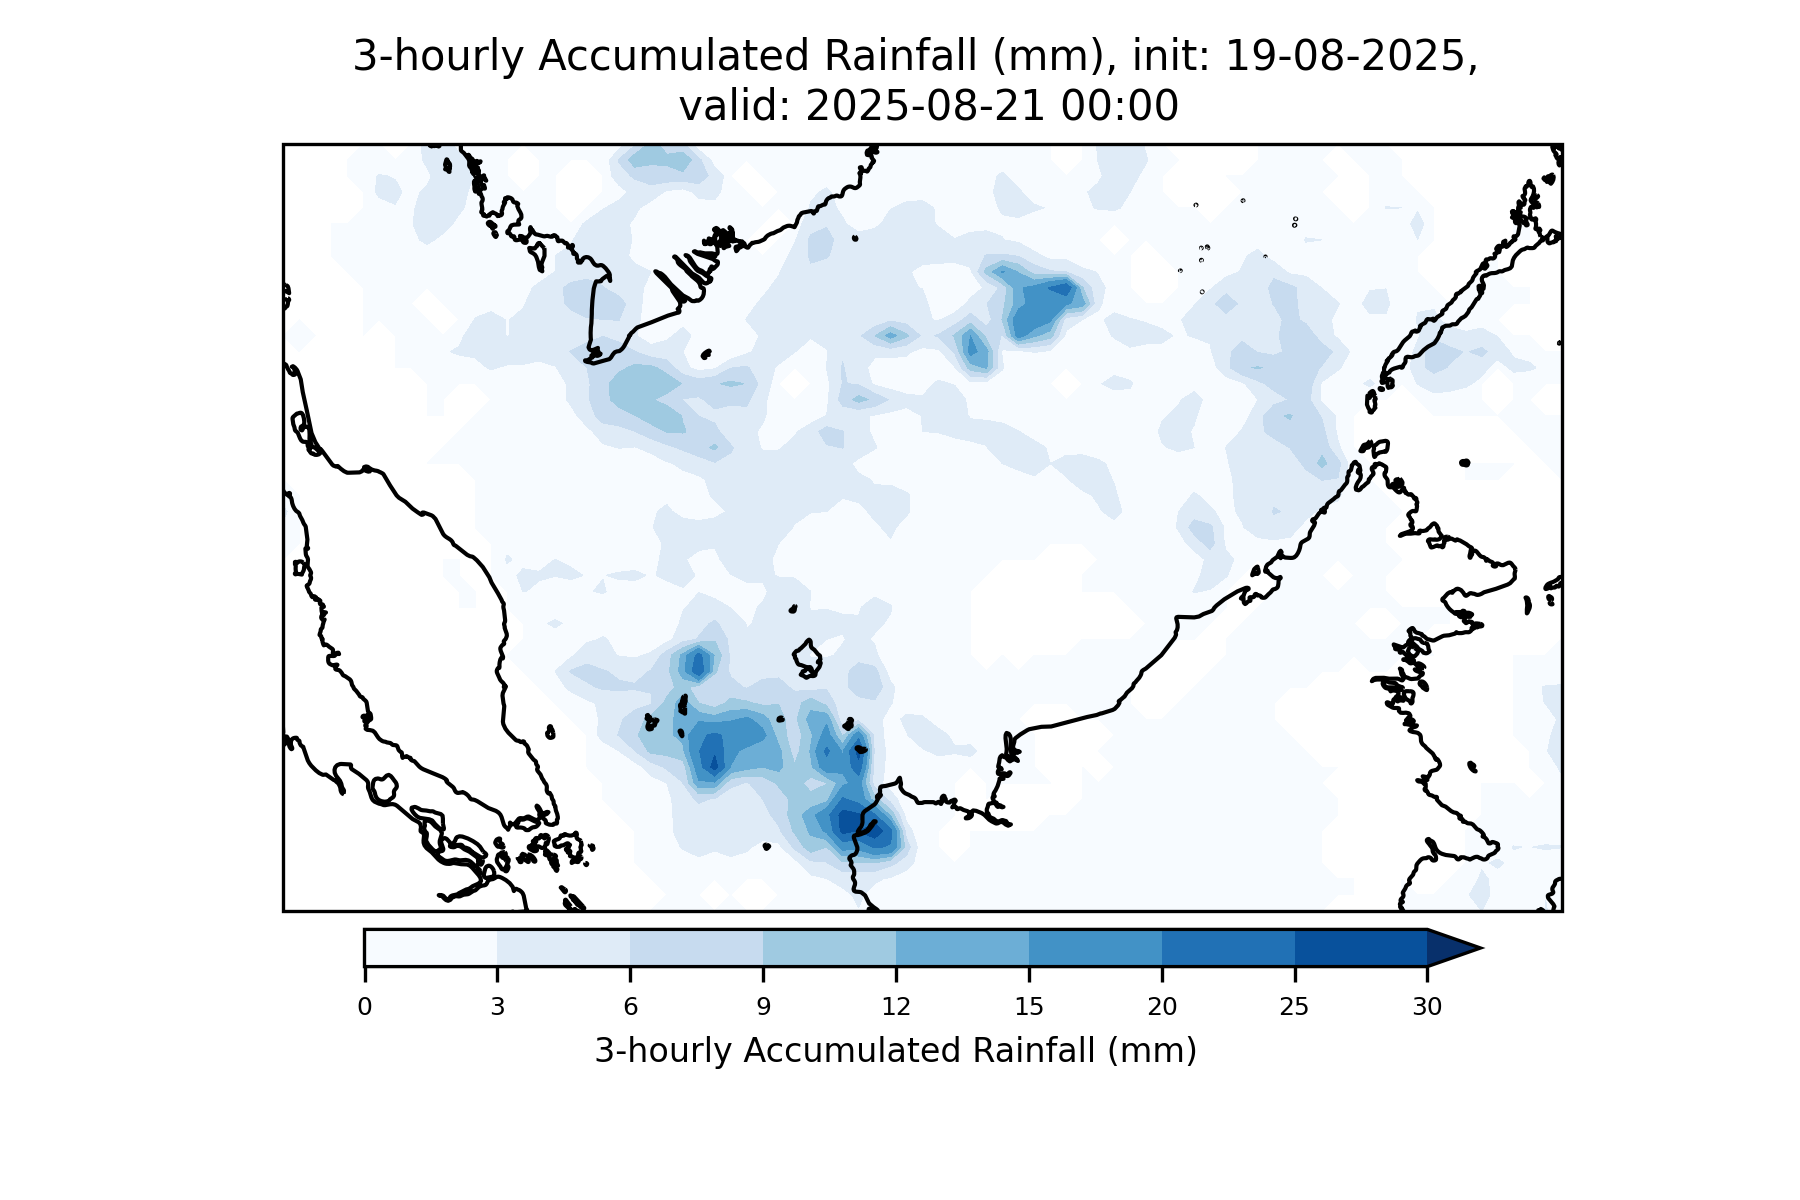 3-hourly Accumulated Rainfall (mm), init: 19-08-2025,
valid: 2025-08-21 00:00
0 3 6 9 12 15 20 25 30
3-hourly Accumulated Rainfall (mm)